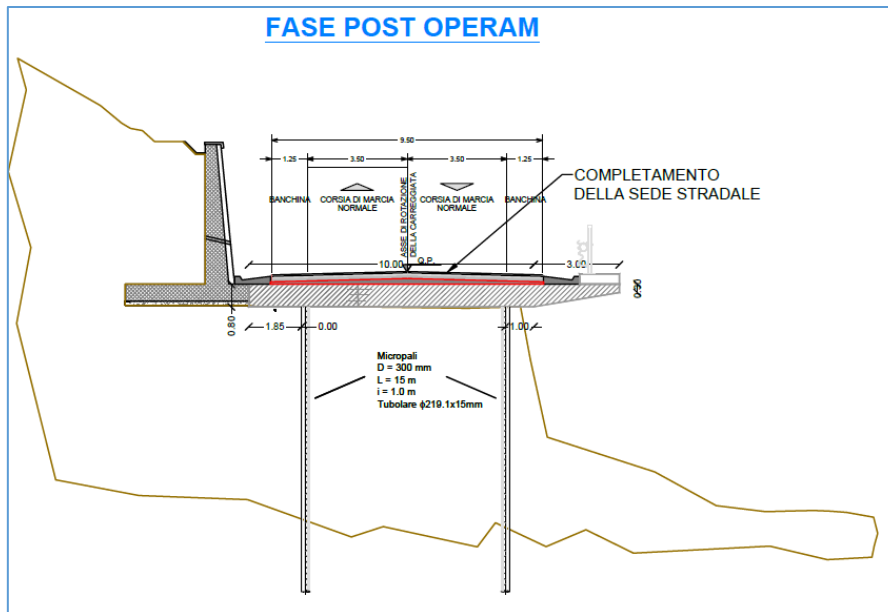 FASE POST OPERAM
9.50
1.25
3.50
3.50
1.25
COMPLETAMENTO
DELLA SEDE STRADALE
BANCHINA
CORSIA DI MARCIA
NORMALE
ASSE DI ROTAZIONE
DELLA CARREGGIATA
CORSIA DI MARCIA
NORMALE
BANCHINA
Q.P.
10.00
3.00
0.80
1.85
0.00
1.00
Micropali
D = 300 mm
L = 15 m
i = 1.0 m
Tubolare ϕ219.1x15mm